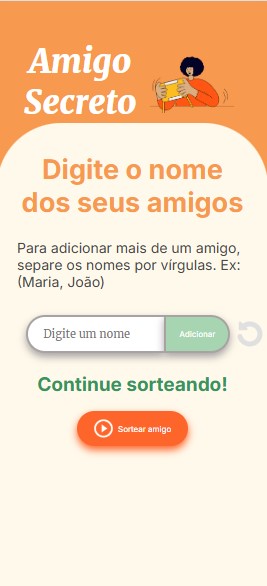 Amigo
Secreto
Digite o nome
dos seus amigos
Para adicionar mais de um amigo,
separe os nomes por vírgulas. Ex:
(Maria, João)
Digite um nome
Adicionar
Continue sorteando!
Sortear amigo